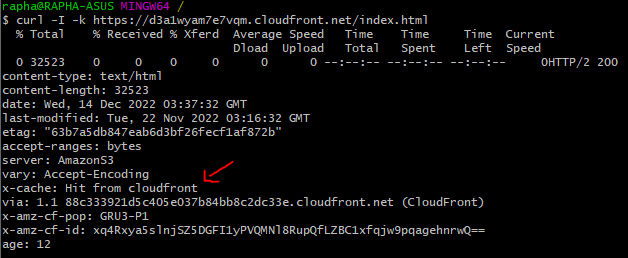 rapha@RAPHA-ASUS MINGW64 /
$ curl -I -k https://d3a1wyam7e7vqm.cloudfront.net/index.html
% Total % Received % Xferd Average Speed Time Time Time Current
Dload Upload Total Spent Left Speed
0 32523 0 0 0 0 0 0 --:--:-- --:--:-- --:--:-- 0HTTP/2 200
content-type: text/html
content-length: 32523
date: Wed, 14 Dec 2022 03:37:32 GMT
last-modified: Tue, 22 Nov 2022 03:16:32 GMT
etag: "63b7a5db847eab6d3bf26fecf1af872b"
accept-ranges: bytes
server: AmazonS3
vary: Accept-Encoding
x-cache: Hit from cloudfront
via: 1.1 88c333921d5c405e037b84bb8c2dc33e.cloudfront.net (CloudFront)
x-amz-cf-pop: GRU3-P1
x-amz-cf-id: xq4Rxya5slnjSZ5DGFI1yPVQMNl8RupQfLZBC1xfqjw9pqagehnrwQ==
age: 12